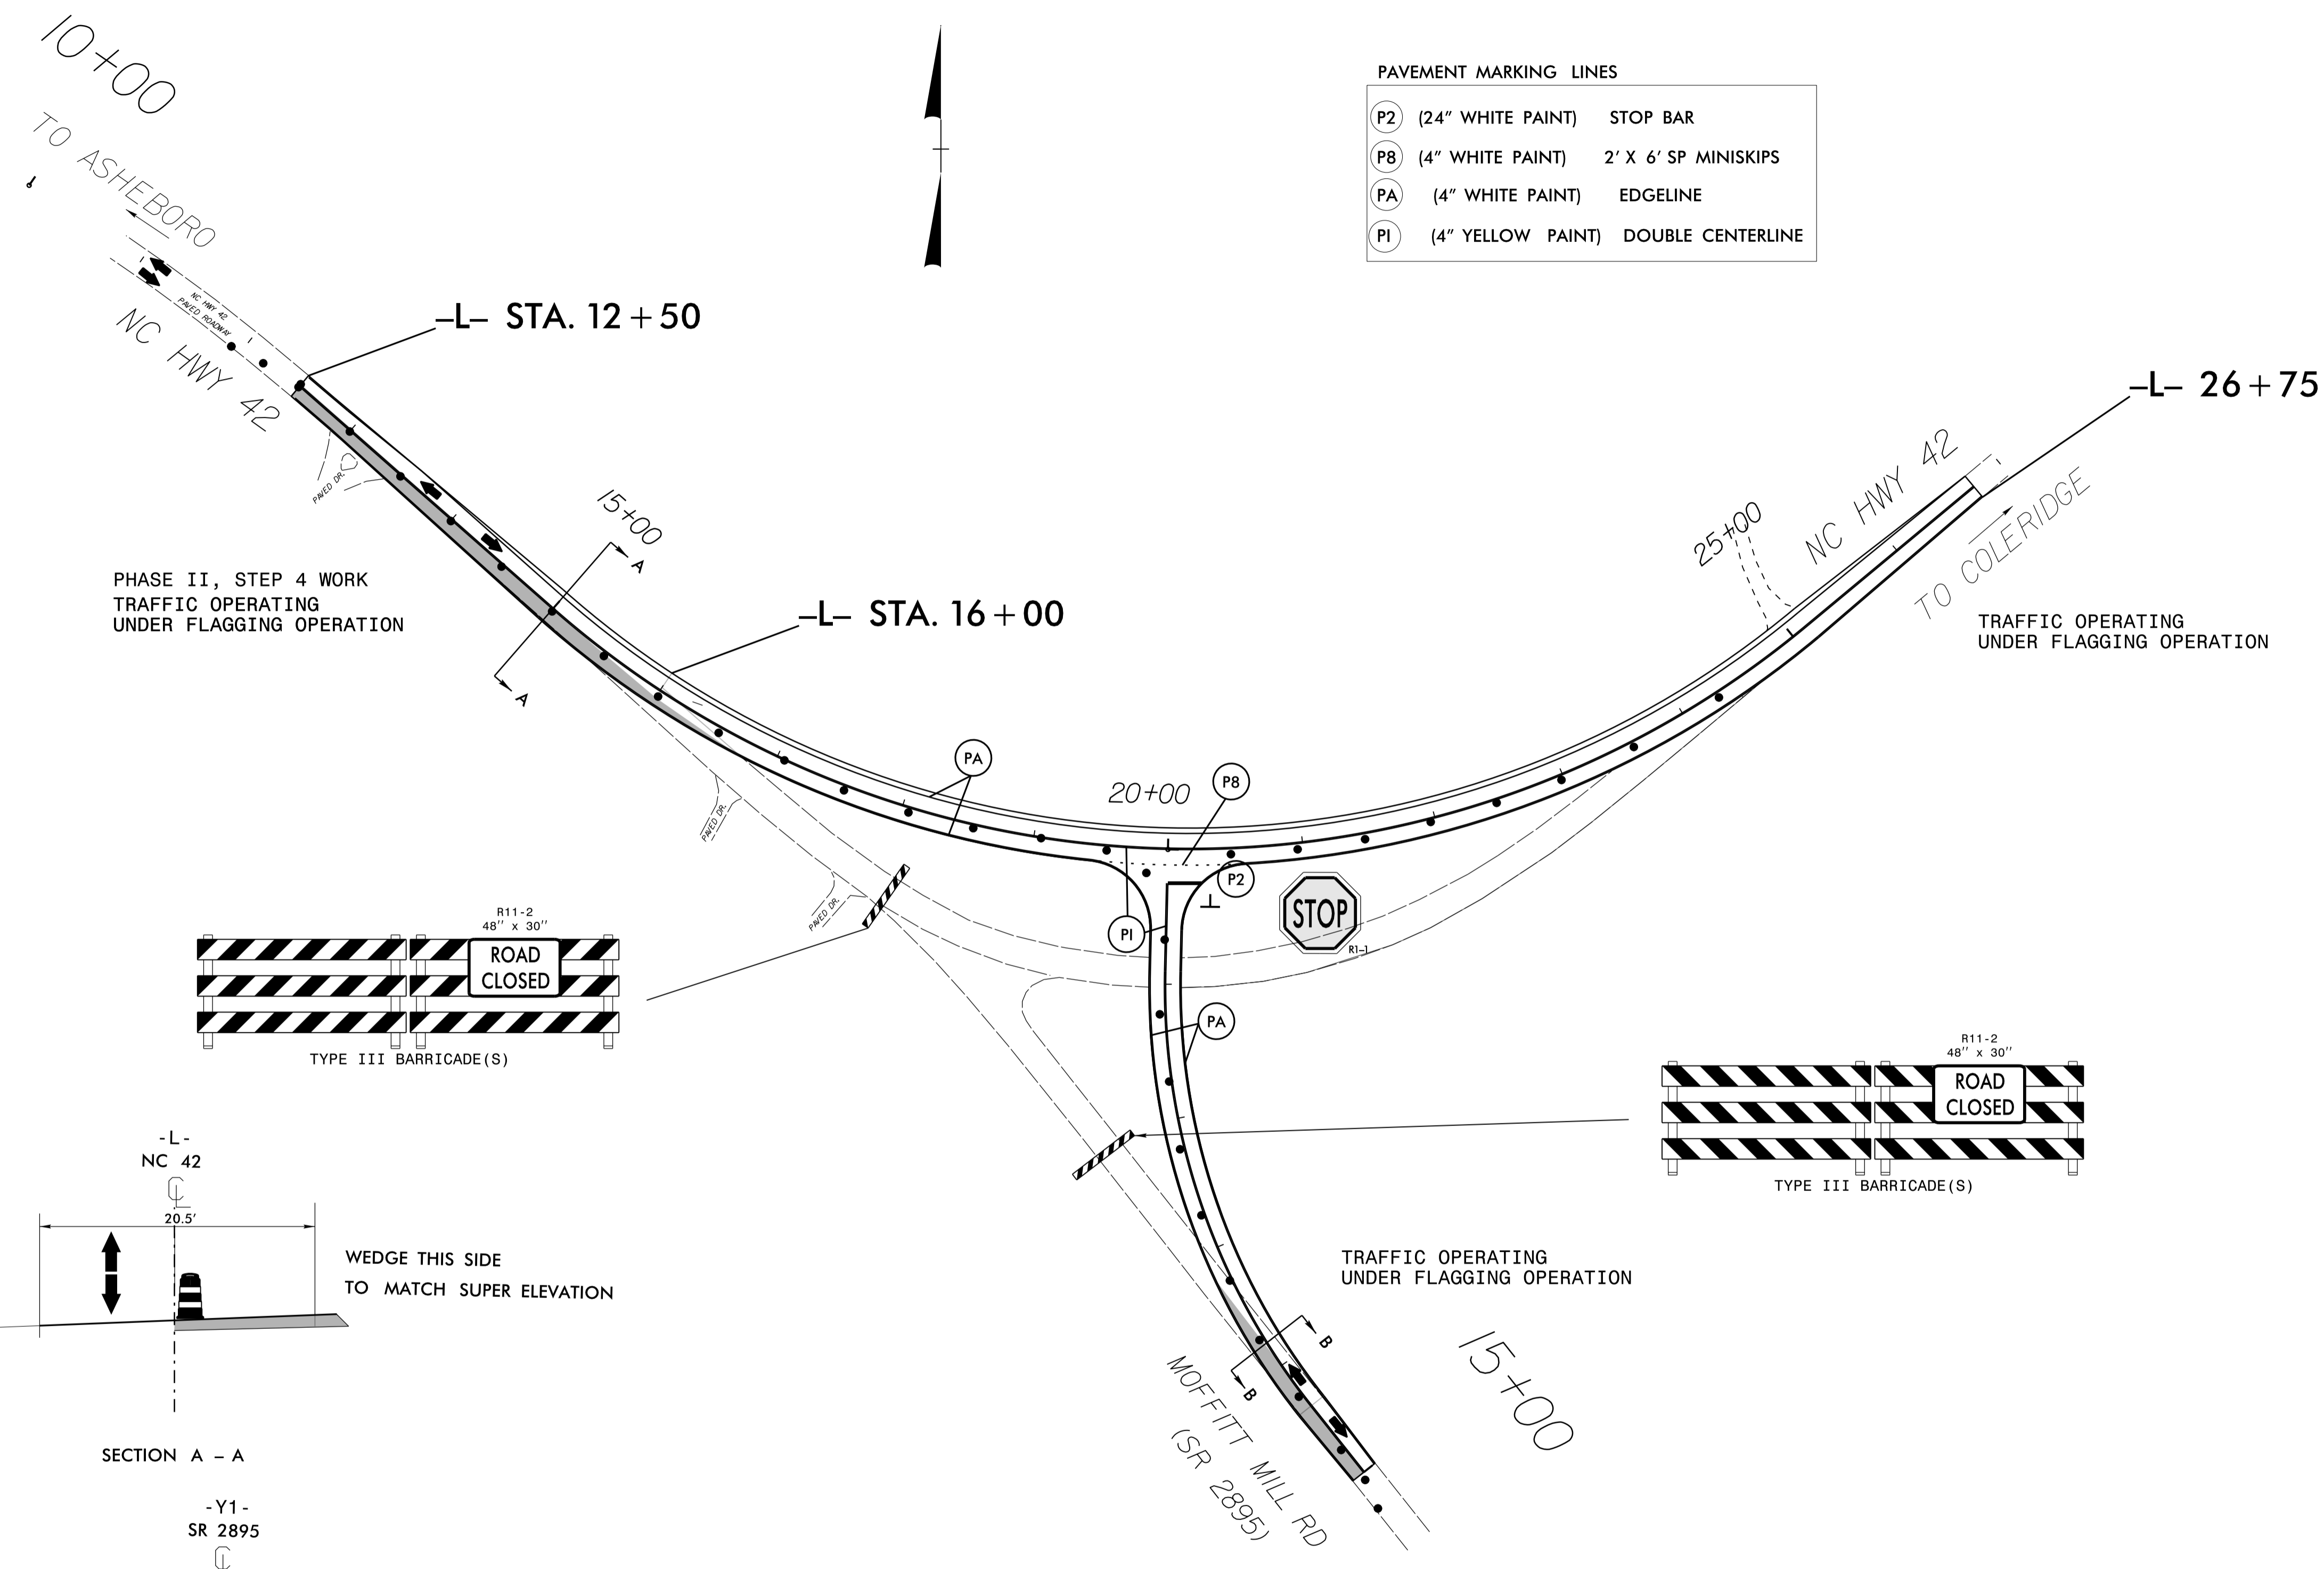 10+00
TO ASHEBORO
NC HWY 42
PAVED ROADWAY
NC HWY 42
PAVEMENT MARKING LINES
P2 (24" WHITE PAINT) STOP BAR
P8 (4" WHITE PAINT) 2' X 6' SP MINISKIPS
PA (4" WHITE PAINT) EDGELINE
P1 (4" YELLOW PAINT) DOUBLE CENTERLINE
–L– STA. 12+50
–L– 26+75
PAVED DR.
15+00
A
A
NC HWY 42
25+00
TO COLERIDGE
PHASE II, STEP 4 WORK
TRAFFIC OPERATING
UNDER FLAGGING OPERATION
–L– STA. 16+00
TRAFFIC OPERATING
UNDER FLAGGING OPERATION
PA
20+00
P8
PAVED DR.
PAVED DR.
P2
P1
STOP
R1-1
PA
R11-2
48" x 30"
ROAD
CLOSED
TYPE III BARRICADE(S)
R11-2
48" x 30"
ROAD
CLOSED
TYPE III BARRICADE(S)
-L-
NC 42
CL
20.5'
WEDGE THIS SIDE
TO MATCH SUPER ELEVATION
SECTION A – A
TRAFFIC OPERATING
UNDER FLAGGING OPERATION
B
B
15+00
MOFFITT MILL RD
(SR 2895)
-Y1-
SR 2895
CL